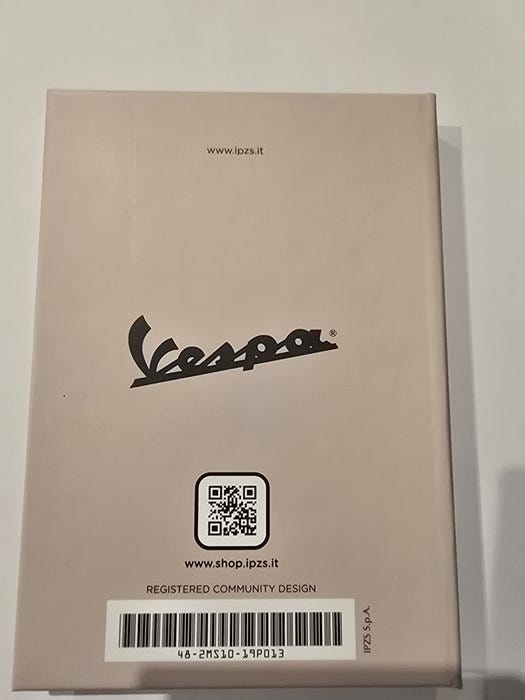 www.ipzs.it
Vespa®
www.shop.ipzs.it
REGISTERED COMMUNITY DESIGN
48-2MS10-19P013
IPZS S.p.A.